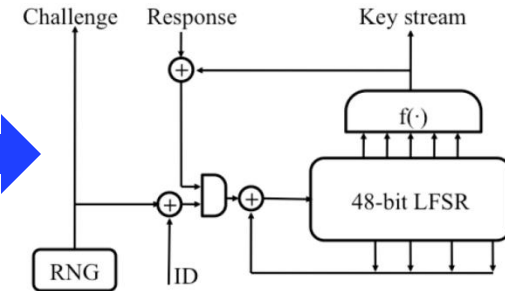 Challenge Response Key stream
f(·)
48-bit LFSR
RNG ID